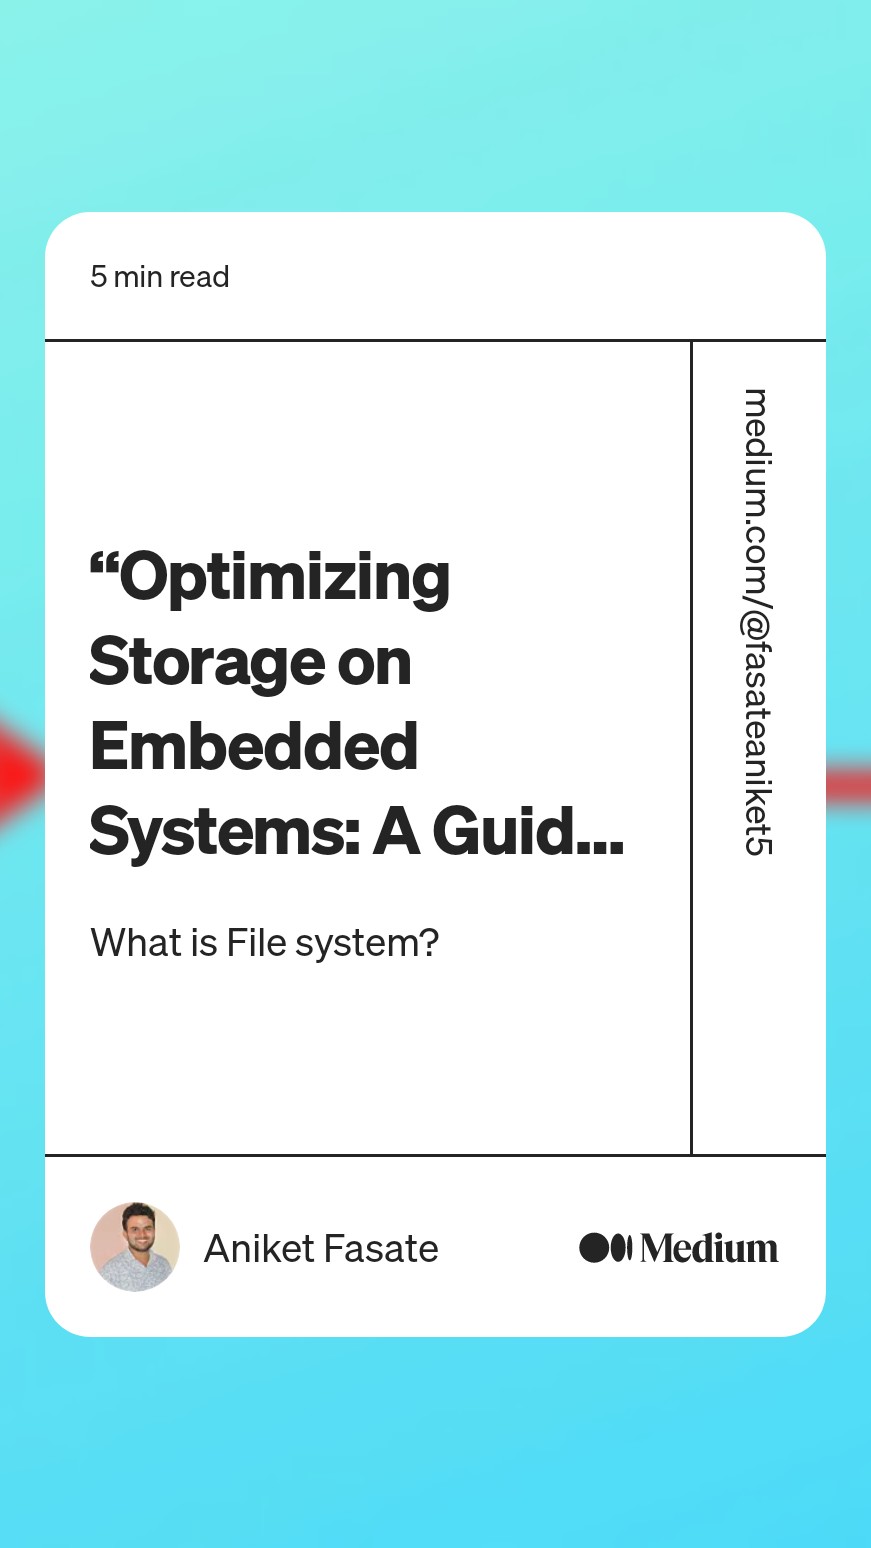 5 min read
medium.com/@fasateaniket5
“Optimizing
Storage on
Embedded
Systems: A Guid...
What is File system?
Aniket Fasate
Medium